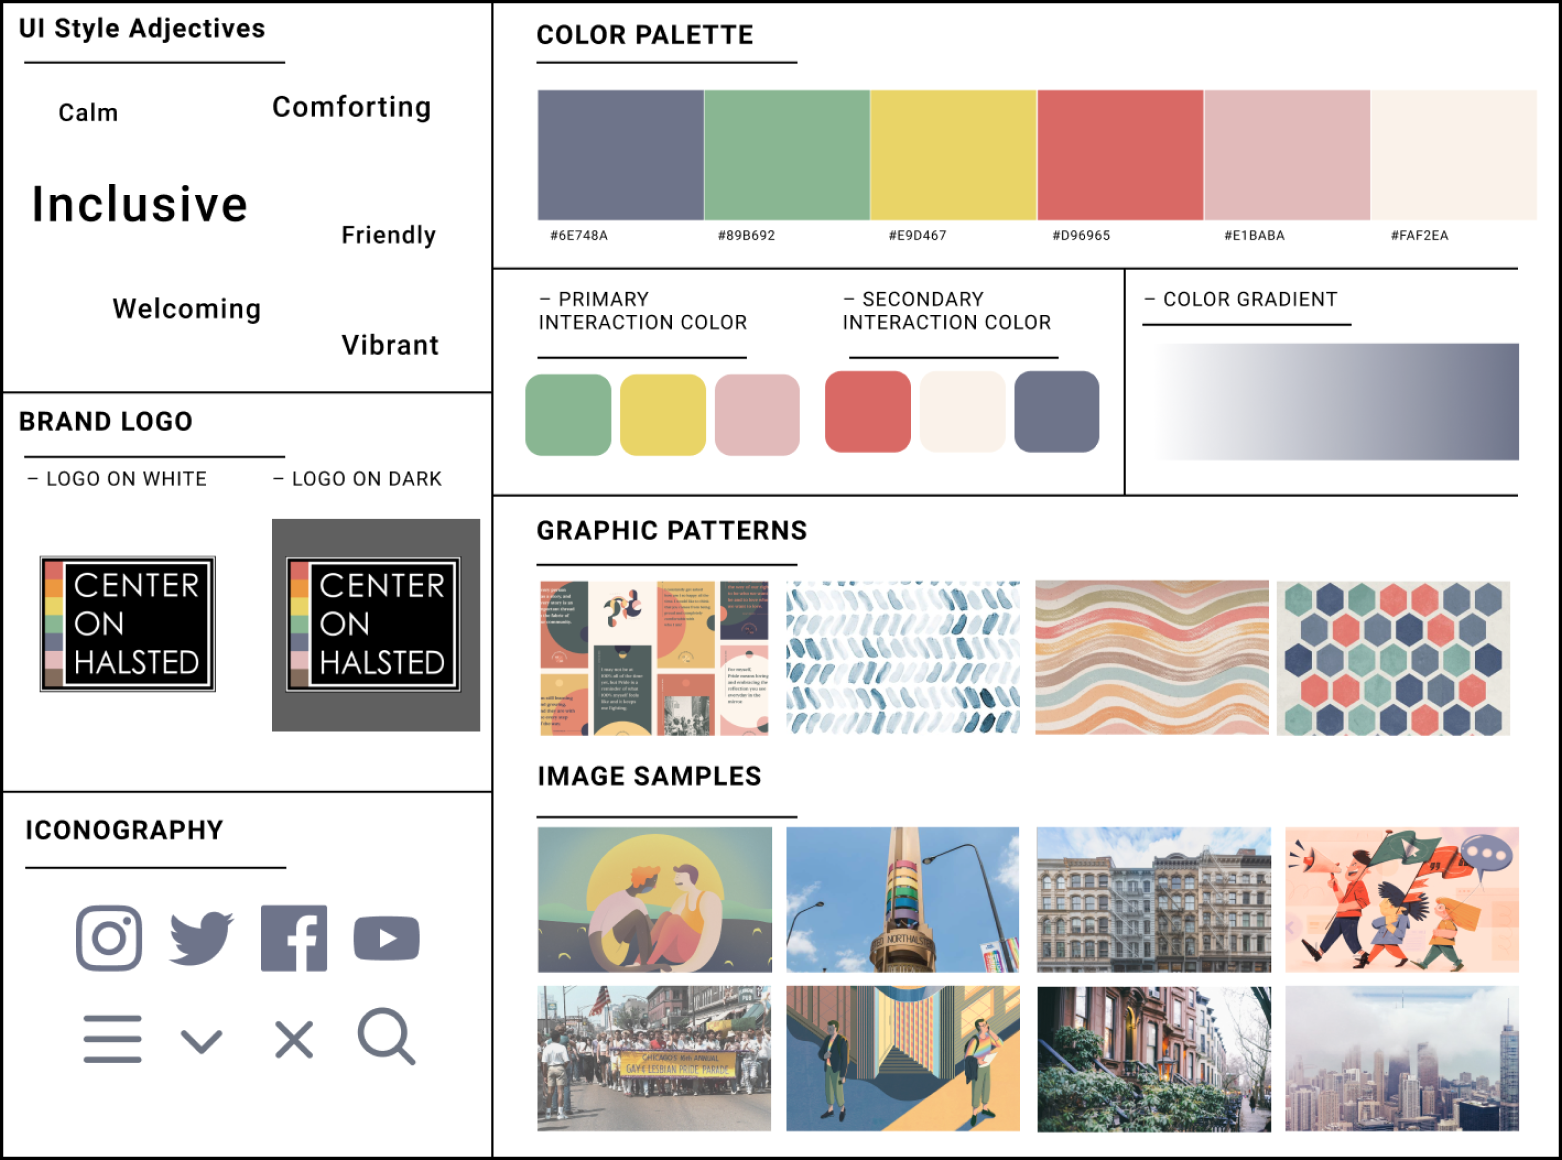 UI Style Adjectives
Calm
Comforting
Inclusive
Friendly
Welcoming
Vibrant
BRAND LOGO
– LOGO ON WHITE
– LOGO ON DARK
CENTER
ON
HALSTED
CENTER
ON
HALSTED
ICONOGRAPHY
COLOR PALETTE
#6E748A
#89B692
#E9D467
#D96965
#E1BABA
#FAF2EA
– PRIMARY
INTERACTION COLOR
– SECONDARY
INTERACTION COLOR
– COLOR GRADIENT
GRAPHIC PATTERNS
IMAGE SAMPLES
NORTHALSTED
CHICAGO'S 16th ANNUAL
GAY & LESBIAN PRIDE PARADE